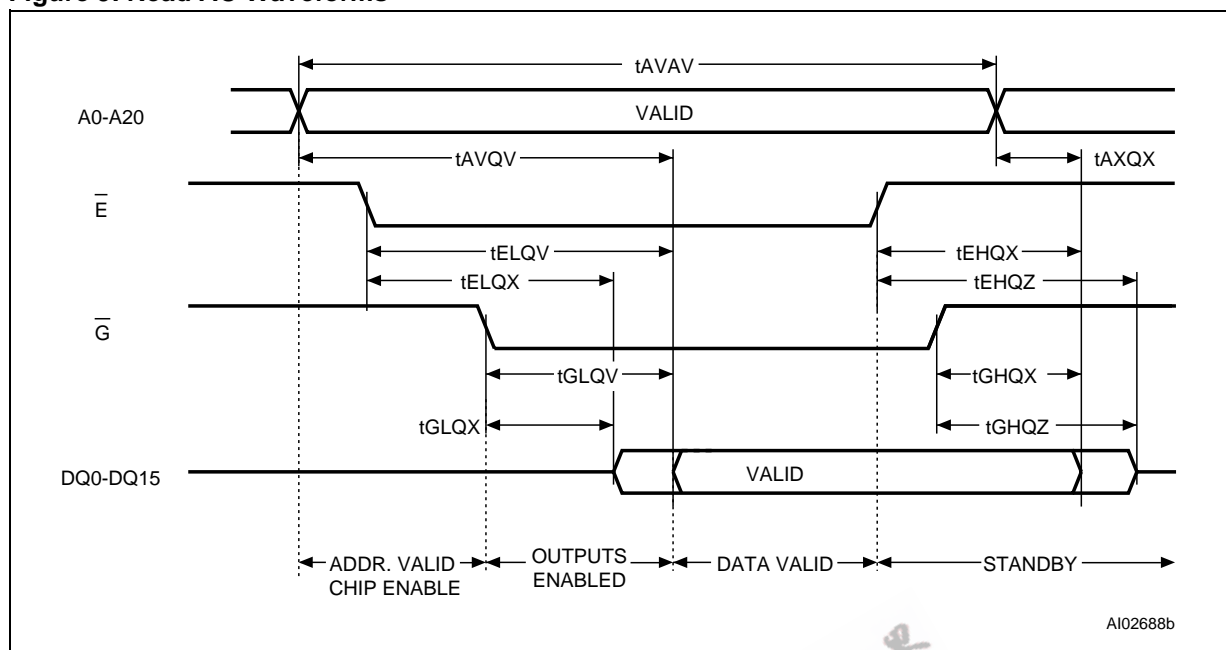 Figure 8. Read AC Waveforms
tAVAV
A0-A20
VALID
tAVQV
tAXQX
E
tELQV
tEHQX
tELQX
tEHQZ
G
tGLQV
tGHQX
tGLQX
tGHQZ
DQ0-DQ15
VALID
ADDR. VALID
CHIP ENABLE
OUTPUTS
ENABLED
DATA VALID
STANDBY
AI02688b